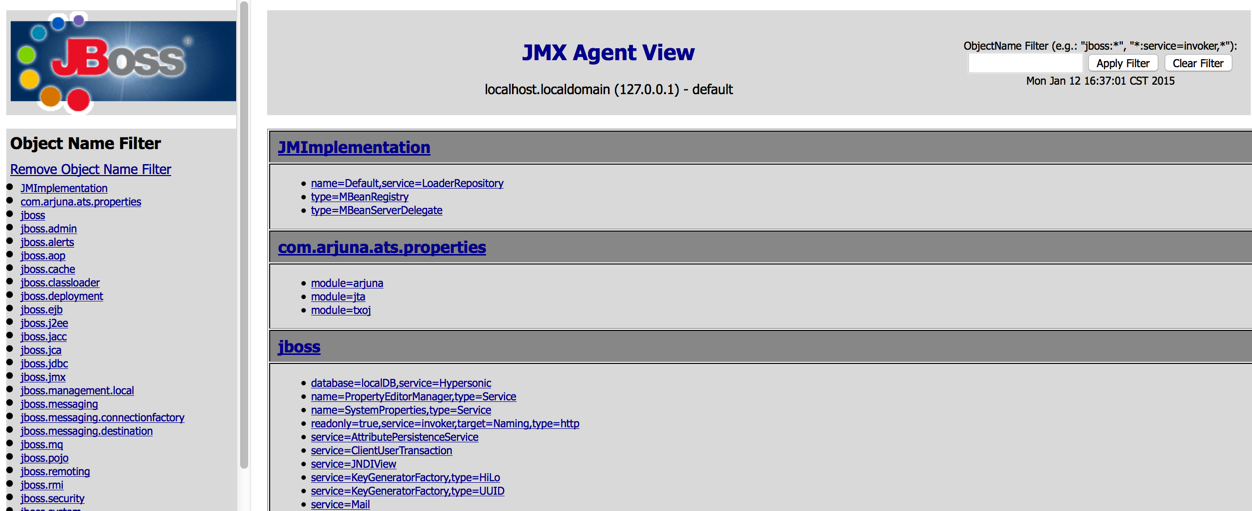 JBoss
JMX Agent View
localhost.localdomain (127.0.0.1) - default
ObjectName Filter (e.g.: "jboss:*", "*:service=invoker,*"):
Apply Filter Clear Filter
Mon Jan 12 16:37:01 CST 2015
Object Name Filter
Remove Object Name Filter
JMImplementation
com.arjuna.ats.properties
jboss
jboss.admin
jboss.alerts
jboss.aop
jboss.cache
jboss.classloader
jboss.deployment
jboss.ejb
jboss.j2ee
jboss.jacc
jboss.jca
jboss.jdbc
jboss.jmx
jboss.management.local
jboss.messaging
jboss.messaging.connectionfactory
jboss.messaging.destination
jboss.mq
jboss.pojo
jboss.remoting
jboss.rmi
jboss.security
JMImplementation
name=Default,service=LoaderRepository
type=MBeanRegistry
type=MBeanServerDelegate
com.arjuna.ats.properties
module=arjuna
module=jta
module=txoj
jboss
database=localDB,service=Hypersonic
name=PropertyEditorManager,type=Service
name=SystemProperties,type=Service
readonly=true,service=invoker,target=Naming,type=http
service=AttributePersistenceService
service=ClientUserTransaction
service=JNDIView
service=KeyGeneratorFactory,type=HiLo
service=KeyGeneratorFactory,type=UUID
service=Mail